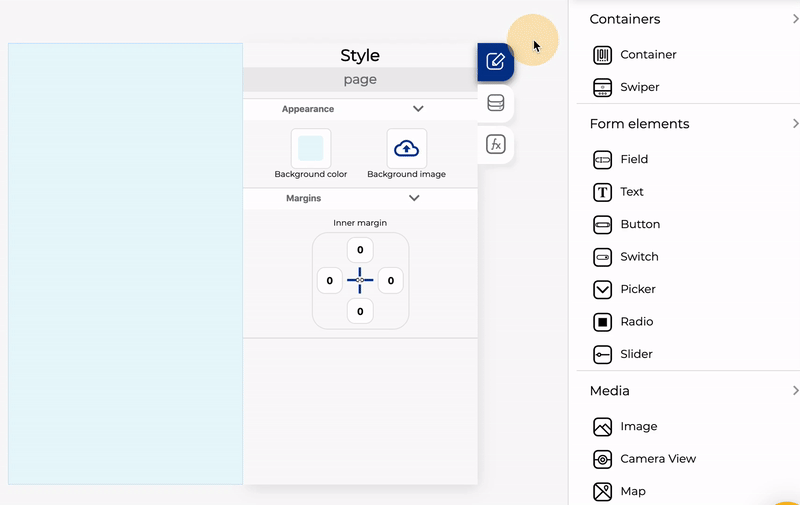 Style
page
Appearance
Background color
Background image
Margins
Inner margin
0
0
0
0
fx
Containers
Container
Swiper
Form elements
Field
Text
Button
Switch
Picker
Radio
Slider
Media
Image
Camera View
Map